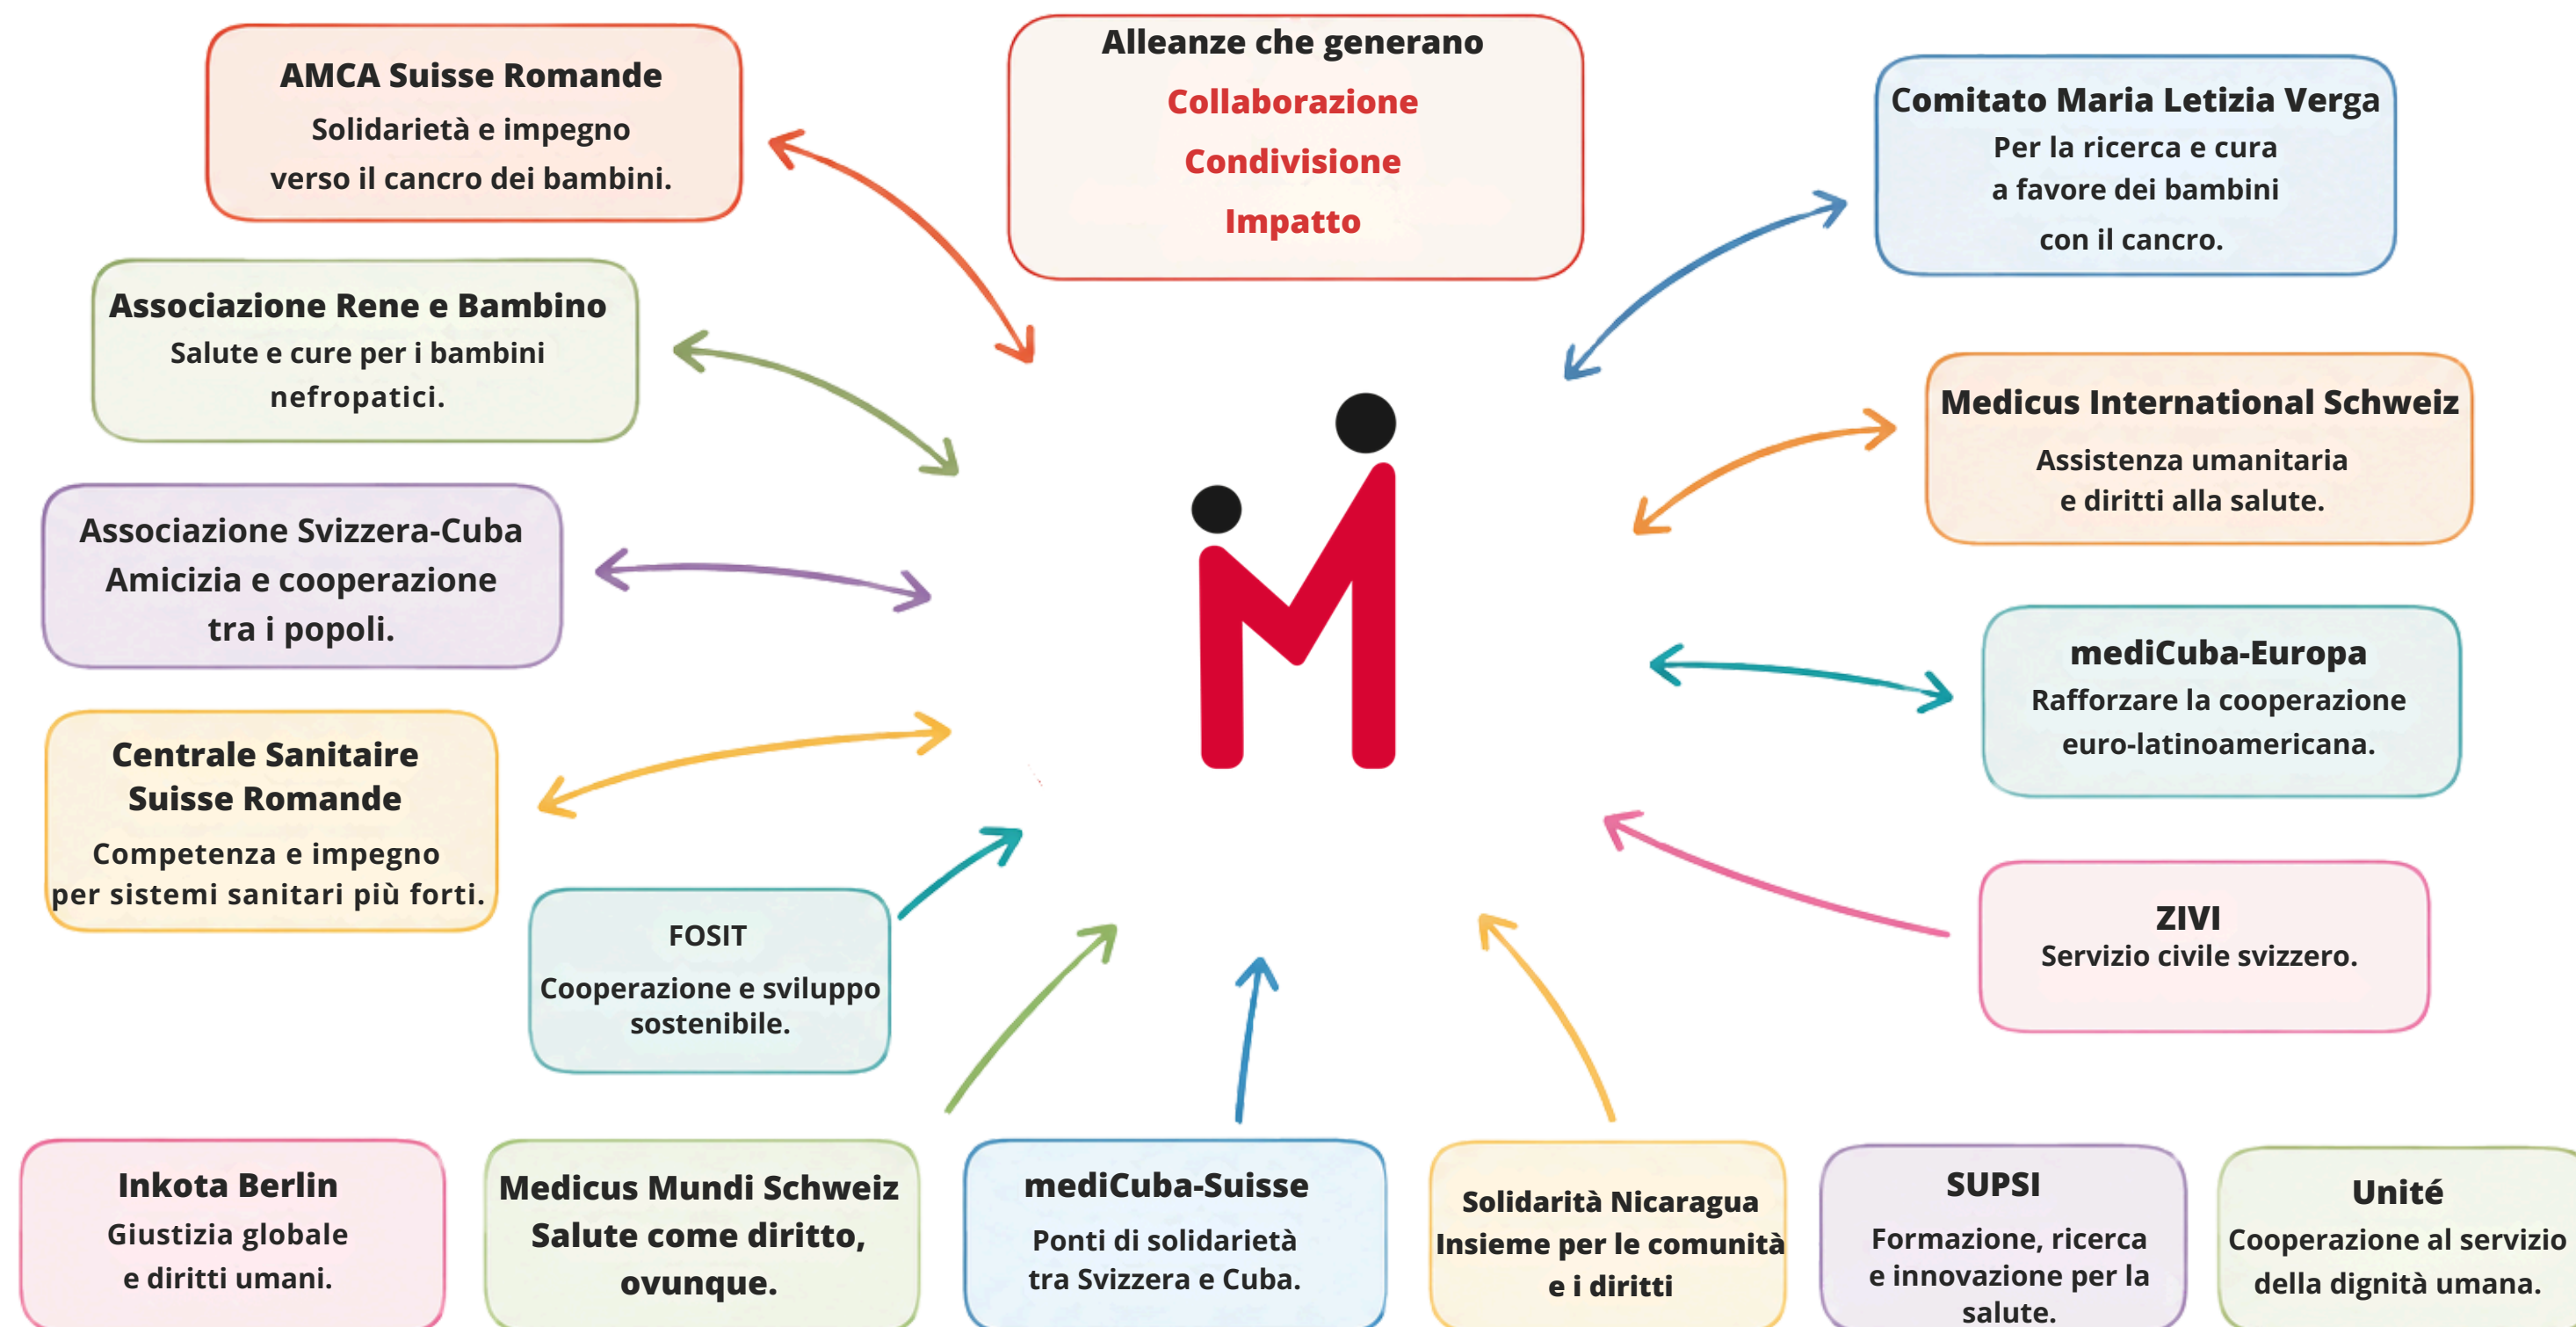 Alleanze che generano
Collaborazione
Condivisione
Impatto
AMCA Suisse Romande
Solidarietà e impegno
verso il cancro dei bambini.
Comitato Maria Letizia Verga
Per la ricerca e cura
a favore dei bambini
con il cancro.
Associazione Rene e Bambino
Salute e cure per i bambini
nefropatici.
Medicus International Schweiz
Assistenza umanitaria
e diritti alla salute.
Associazione Svizzera-Cuba
Amicizia e cooperazione
tra i popoli.
mediCuba-Europa
Rafforzare la cooperazione
euro-latinoamericana.
Centrale Sanitaire
Suisse Romande
Competenza e impegno
per sistemi sanitari più forti.
ZIVI
Servizio civile svizzero.
FOSIT
Cooperazione e sviluppo
sostenibile.
Inkota Berlin
Giustizia globale
e diritti umani.
Medicus Mundi Schweiz
Salute come diritto,
ovunque.
mediCuba-Suisse
Ponti di solidarietà
tra Svizzera e Cuba.
Solidarità Nicaragua
Insieme per le comunità
e i diritti
SUPSI
Formazione, ricerca
e innovazione per la
salute.
Unité
Cooperazione al servizio
della dignità umana.